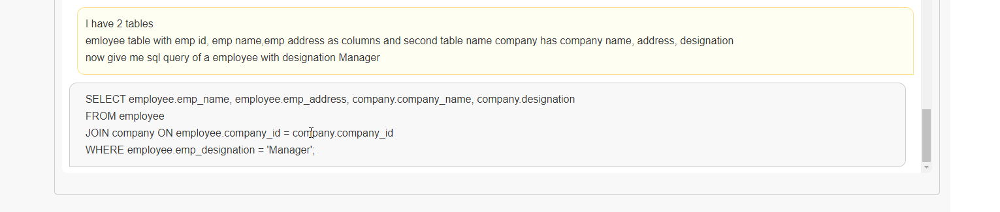 I have 2 tables
emloyee table with emp id, emp name,emp address as columns and second table name company has company name, address, designation
now give me sql query of a employee with designation Manager
SELECT employee.emp_name, employee.emp_address, company.company_name, company.designation
FROM employee
JOIN company ON employee.company_id = company.company_id
WHERE employee.emp_designation = 'Manager';